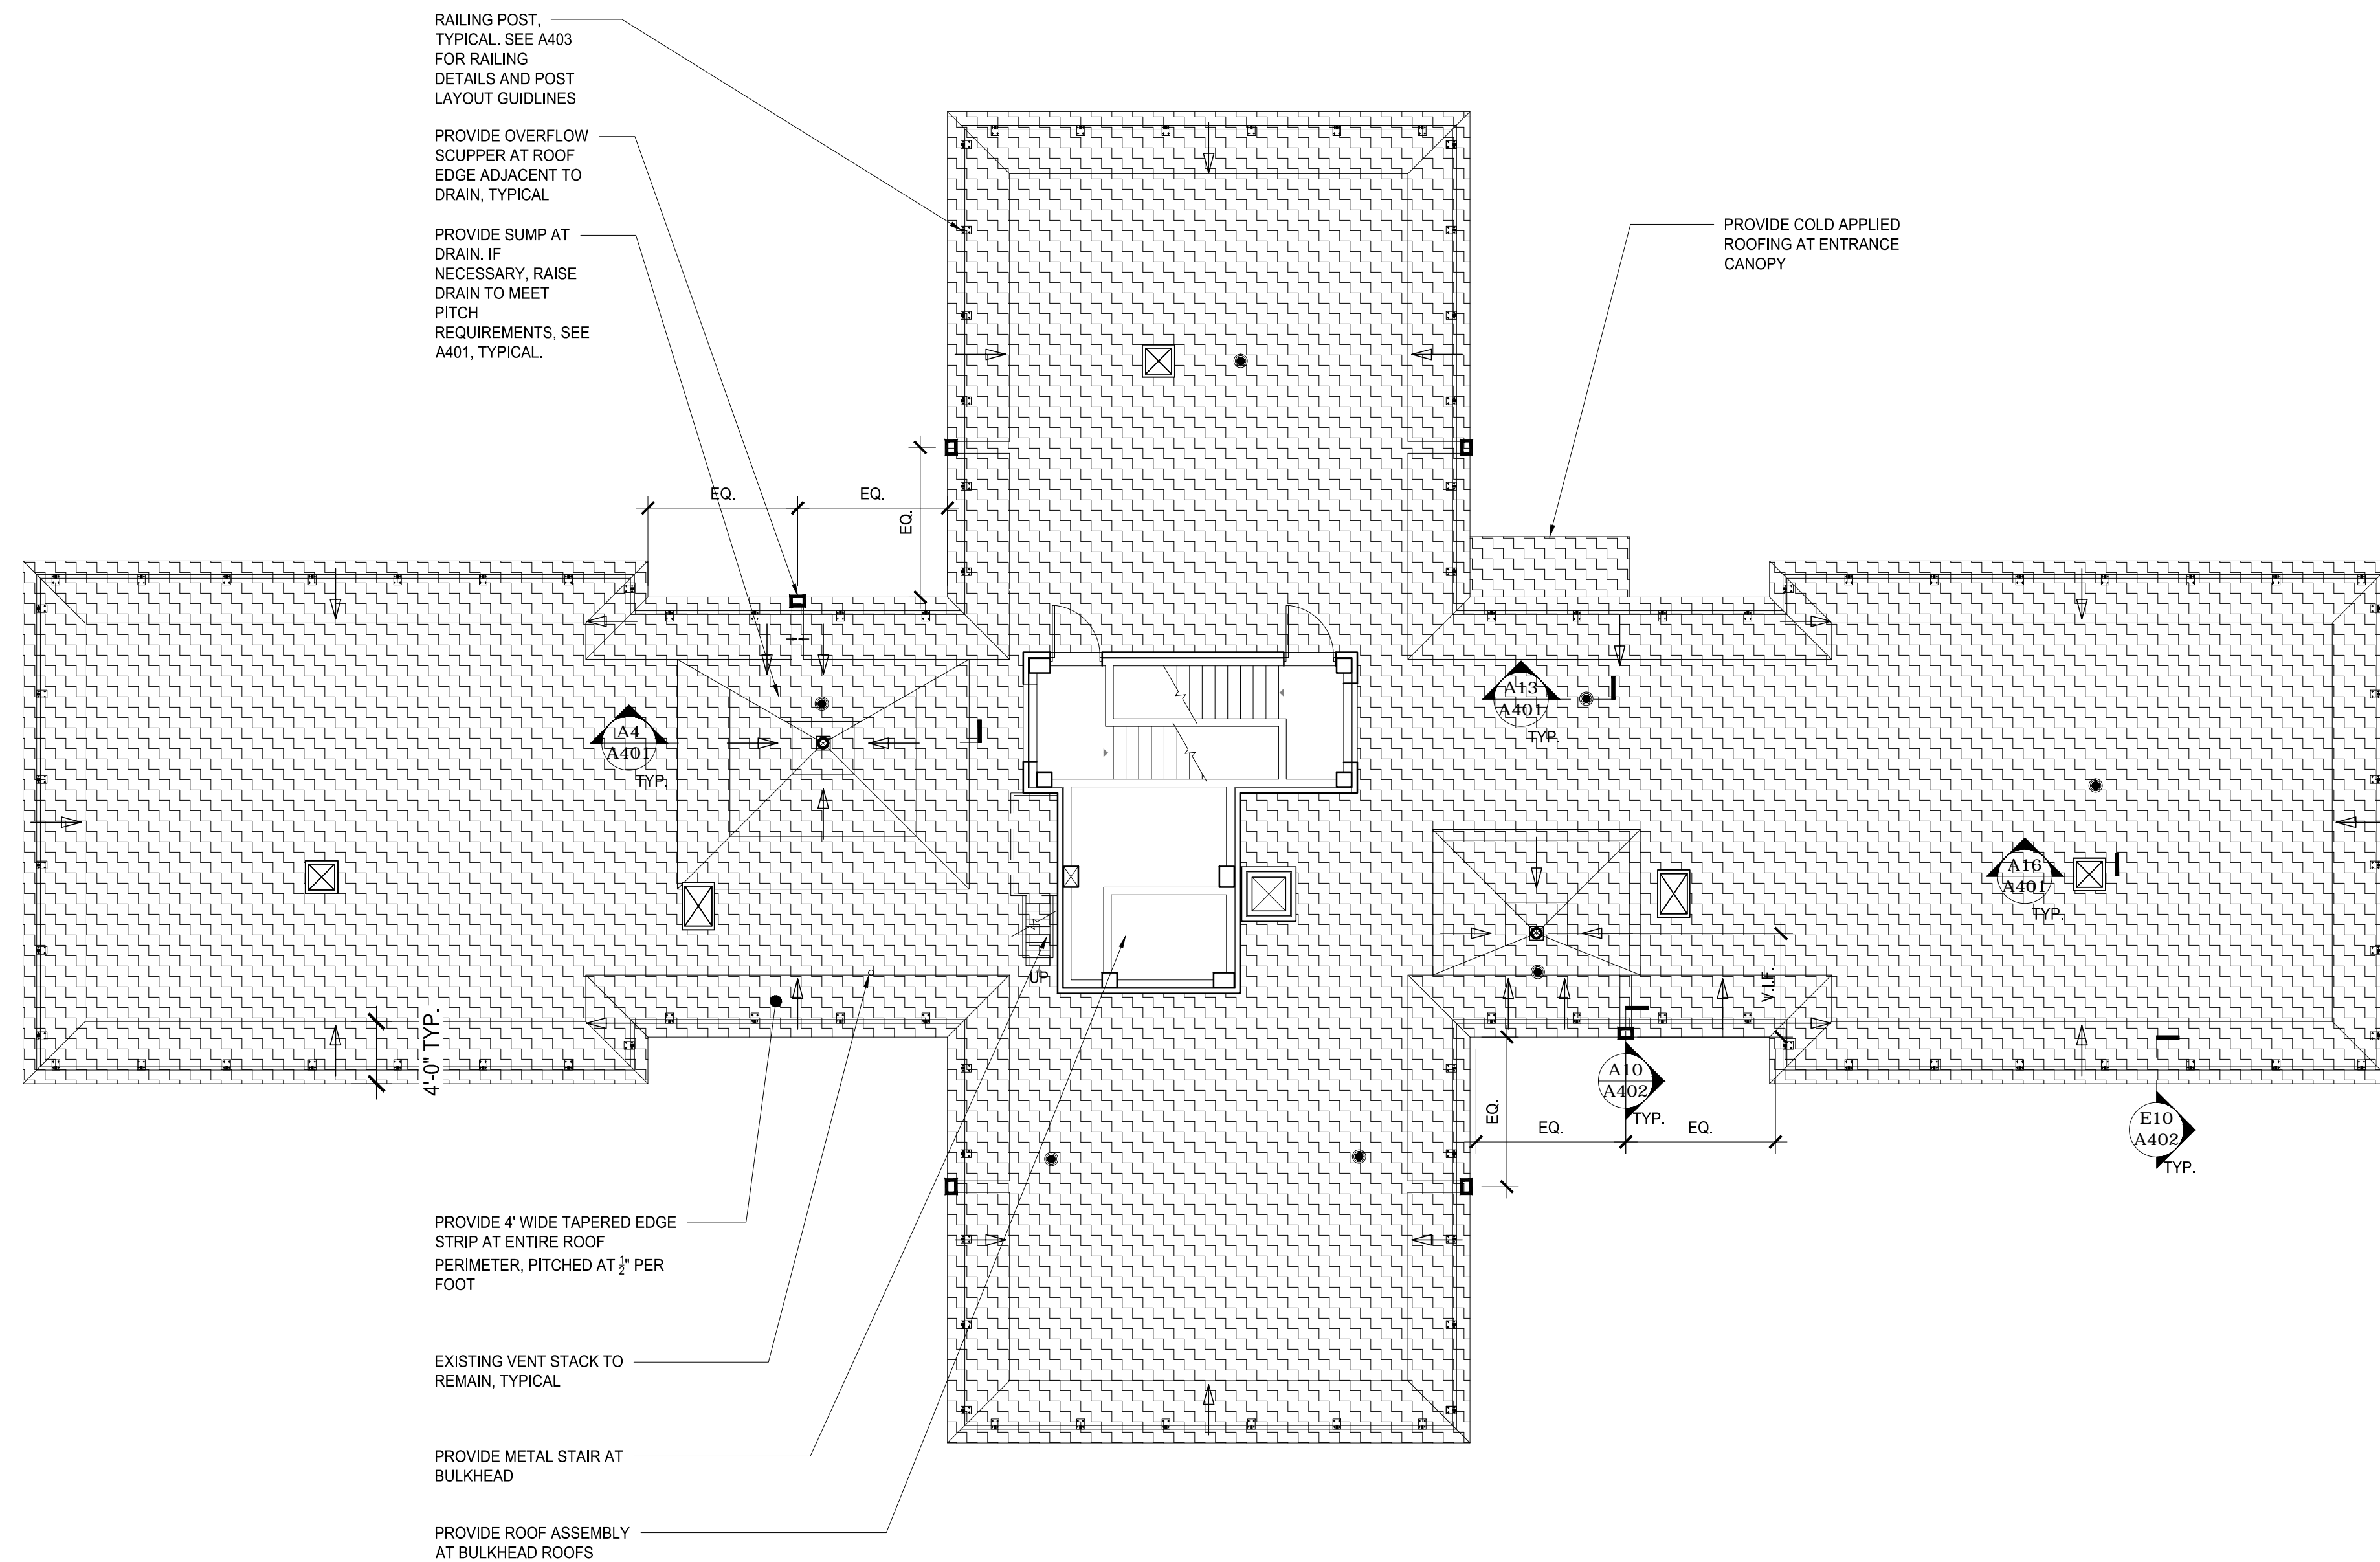 RAILING POST,
TYPICAL. SEE A403
FOR RAILING
DETAILS AND POST
LAYOUT GUIDLINES
PROVIDE OVERFLOW
SCUPPER AT ROOF
EDGE ADJACENT TO
DRAIN, TYPICAL
PROVIDE SUMP AT
DRAIN. IF
NECESSARY, RAISE
DRAIN TO MEET
PITCH
REQUIREMENTS, SEE
A401, TYPICAL.
PROVIDE COLD APPLIED
ROOFING AT ENTRANCE
CANOPY
EQ.
EQ.
EQ.
A4
A401
TYP.
A13
A401
TYP.
A16
A401
TYP.
UP
V.I.F.
4'-0" TYP.
A10
A402
TYP.
EQ.
EQ.
EQ.
E10
A402
TYP.
PROVIDE 4' WIDE TAPERED EDGE
STRIP AT ENTIRE ROOF
PERIMETER, PITCHED AT 1/2" PER
FOOT
EXISTING VENT STACK TO
REMAIN, TYPICAL
PROVIDE METAL STAIR AT
BULKHEAD
PROVIDE ROOF ASSEMBLY
AT BULKHEAD ROOFS